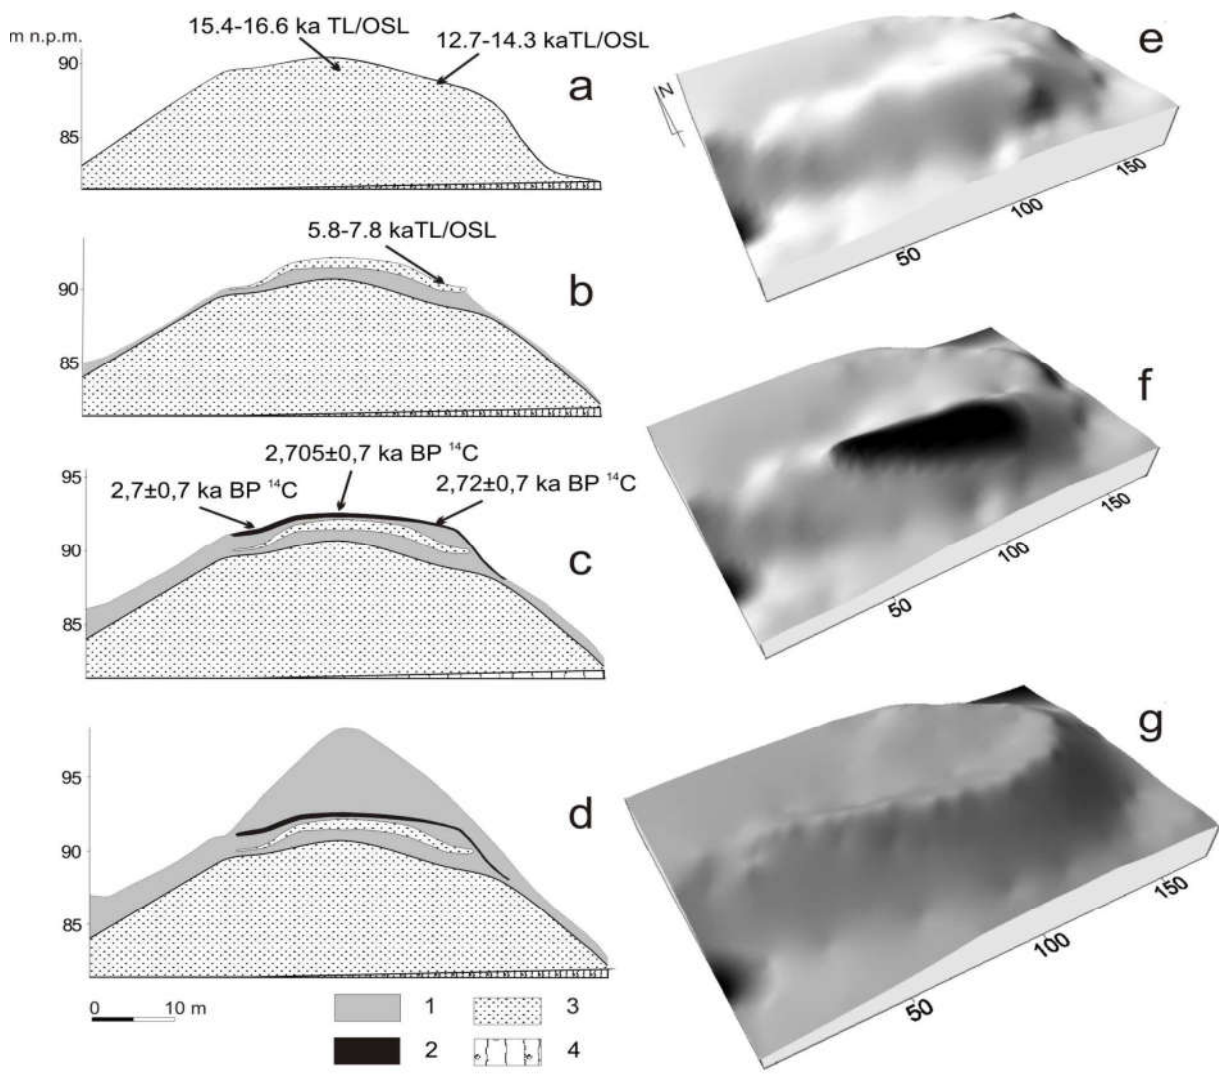 15.4-16.6 ka TL/OSL
m n.p.m.
12.7-14.3 kaTL/OSL
90
a
85
5.8-7.8 kaTL/OSL
90
b
85
2,705±0,7 ka BP ¹⁴C
95
2,7±0,7 ka BP ¹⁴C
2,72±0,7 ka BP ¹⁴C
90
c
85
95
d
90
85
0 10 m
1
3
2
4
e
N
150
100
50
f
150
100
50
g
150
100
50